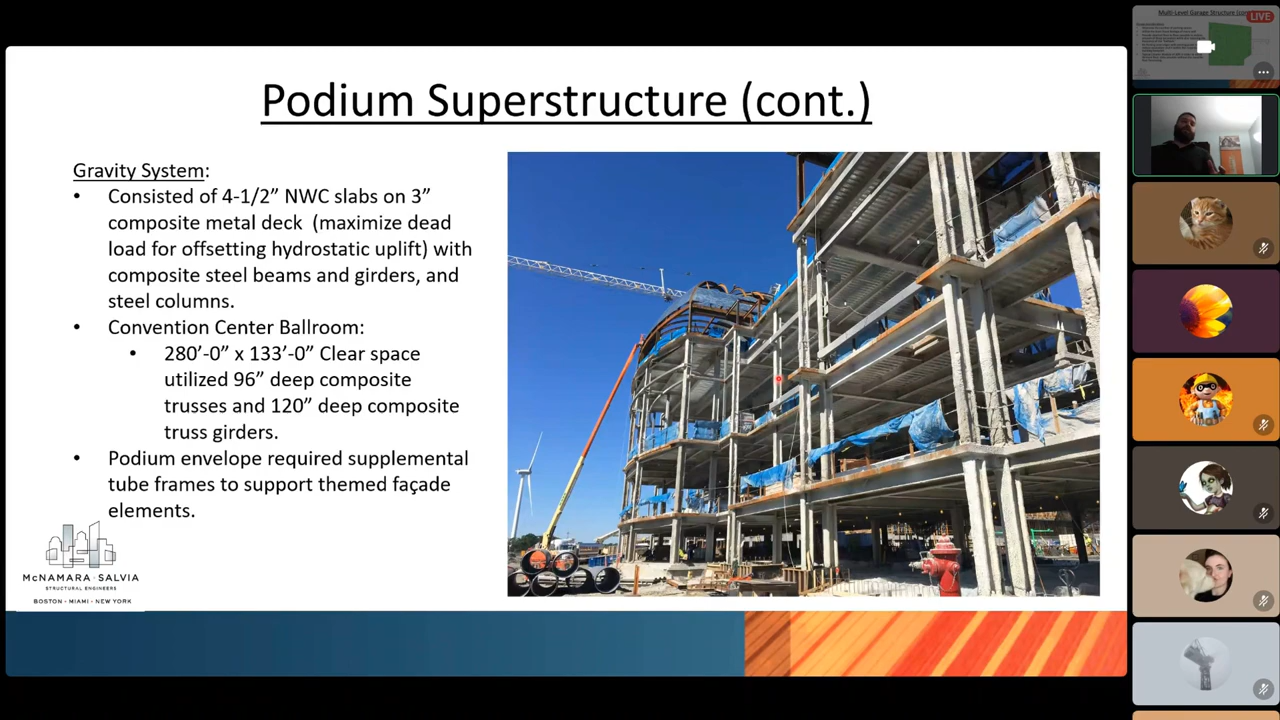 Podium Superstructure (cont.)
Gravity System:
• Consisted of 4-1/2” NWC slabs on 3”
composite metal deck (maximize dead
load for offsetting hydrostatic uplift) with
composite steel beams and girders, and
steel columns.
• Convention Center Ballroom:
• 280’-0” x 133’-0” Clear space
utilized 96” deep composite
trusses and 120” deep composite
truss girders.
• Podium envelope required supplemental
tube frames to support themed façade
elements.
McNAMARA · SALVIA
STRUCTURAL ENGINEERS
BOSTON - MIAMI - NEW YORK
Multi-Level Garage Structure
LIVE